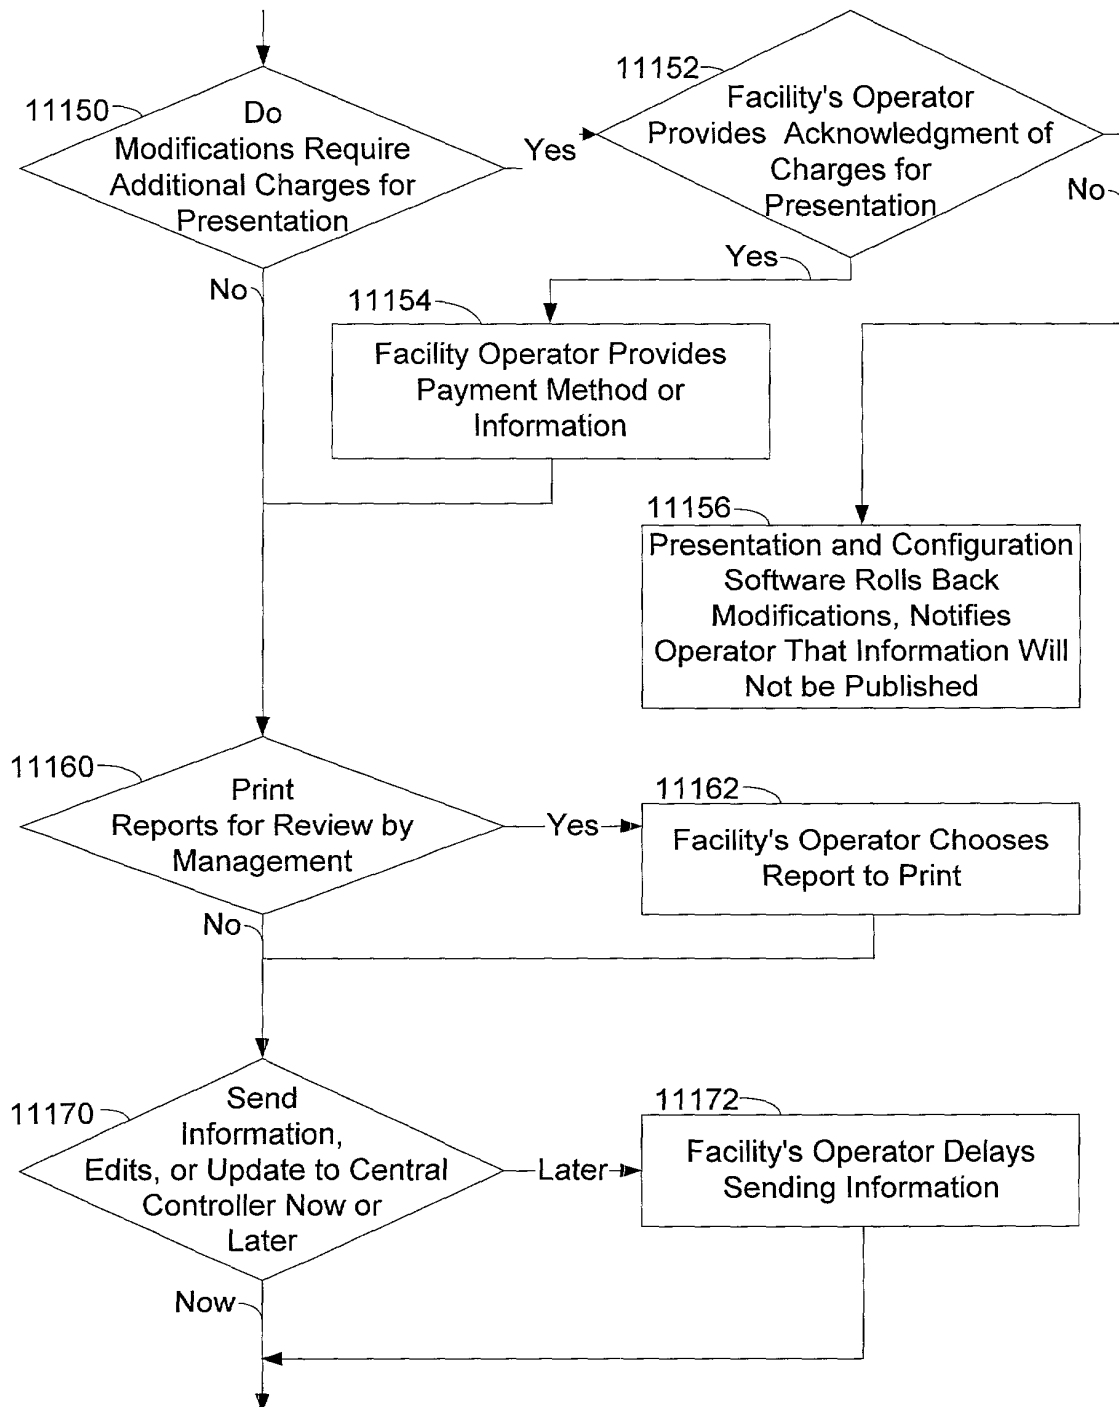 11150
Do
Modifications Require
Additional Charges for
Presentation
Yes
11152
Facility's Operator
Provides Acknowledgment of
Charges for
Presentation
No
Yes
No
11154
Facility Operator Provides
Payment Method or
Information
11156
Presentation and Configuration
Software Rolls Back
Modifications, Notifies
Operator That Information Will
Not be Published
11160
Print
Reports for Review by
Management
Yes
11162
Facility's Operator Chooses
Report to Print
No
11170
Send
Information,
Edits, or Update to Central
Controller Now or
Later
Later
11172
Facility's Operator Delays
Sending Information
Now